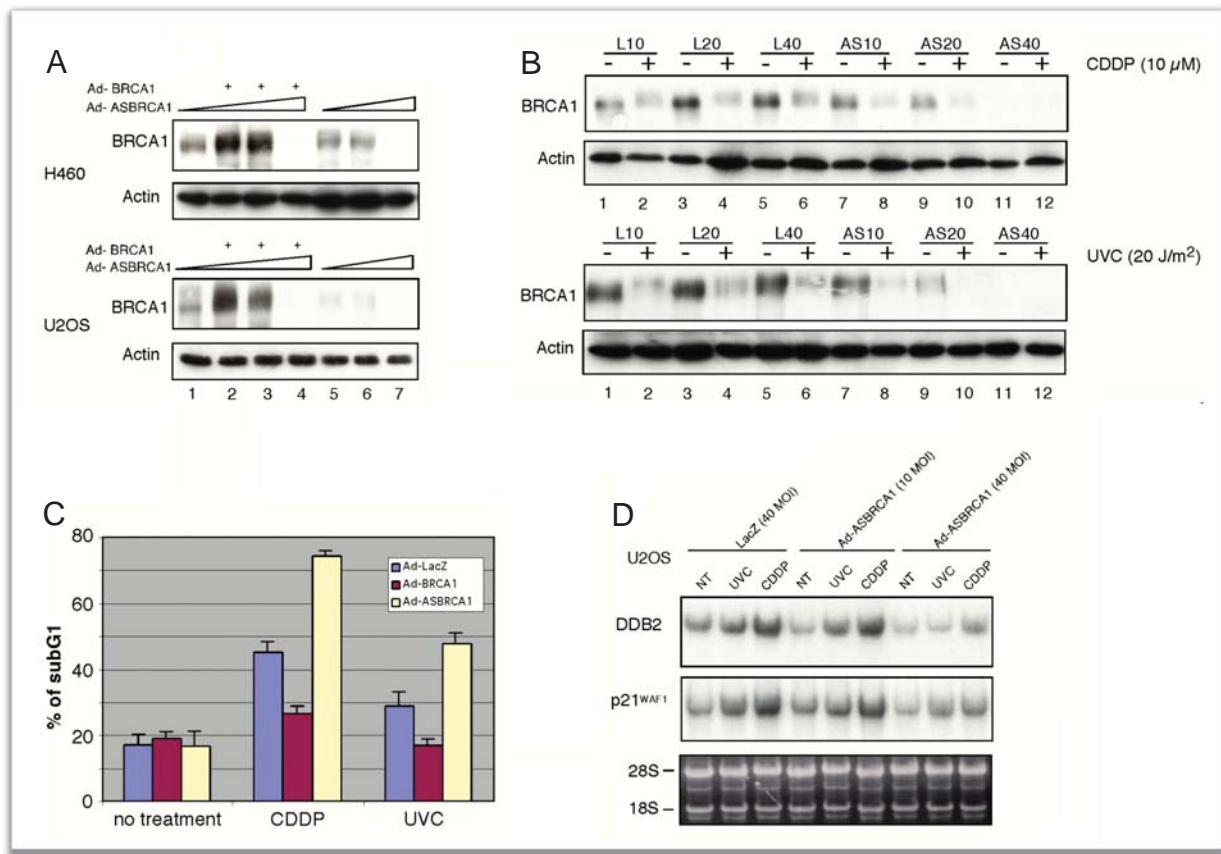 A
Ad- BRCA1 + + +
Ad- ASBRCA1
BRCA1
H460
Actin
Ad- BRCA1 + + +
Ad- ASBRCA1
BRCA1
U2OS
Actin
1 2 3 4 5 6 7
B
L10 L20 L40 AS10 AS20 AS40
- + - + - + - + - + - + CDDP (10 µM)
BRCA1
Actin
1 2 3 4 5 6 7 8 9 10 11 12
L10 L20 L40 AS10 AS20 AS40
- + - + - + - + - + - + UVC (20 J/m²)
BRCA1
Actin
1 2 3 4 5 6 7 8 9 10 11 12
C
% of subG1
80
60
40
20
0
Ad-LacZ
Ad-BRCA1
Ad-ASBRCA1
no treatment CDDP UVC
D
LacZ (40 MOI) Ad-ASBRCA1 (10 MOI) Ad-ASBRCA1 (40 MOI)
U2OS
NT UVC CDDP NT UVC CDDP NT UVC CDDP
DDB2
p21ᵂᴬᶠ¹
28S
18S